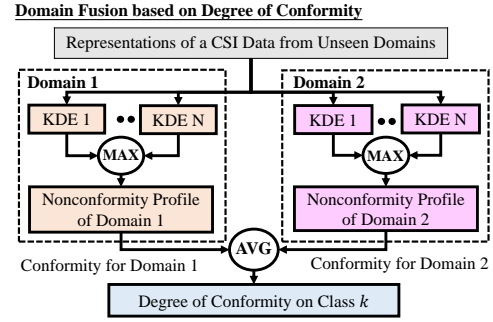 Domain Fusion based on Degree of Conformity
Representations of a CSI Data from Unseen Domains
Domain 1
Domain 2
KDE 1
KDE N
KDE 1
KDE N
MAX
MAX
Nonconformity Profile
of Domain 1
Nonconformity Profile
of Domain 2
AVG
Conformity for Domain 1
Conformity for Domain 2
Degree of Conformity on Class k